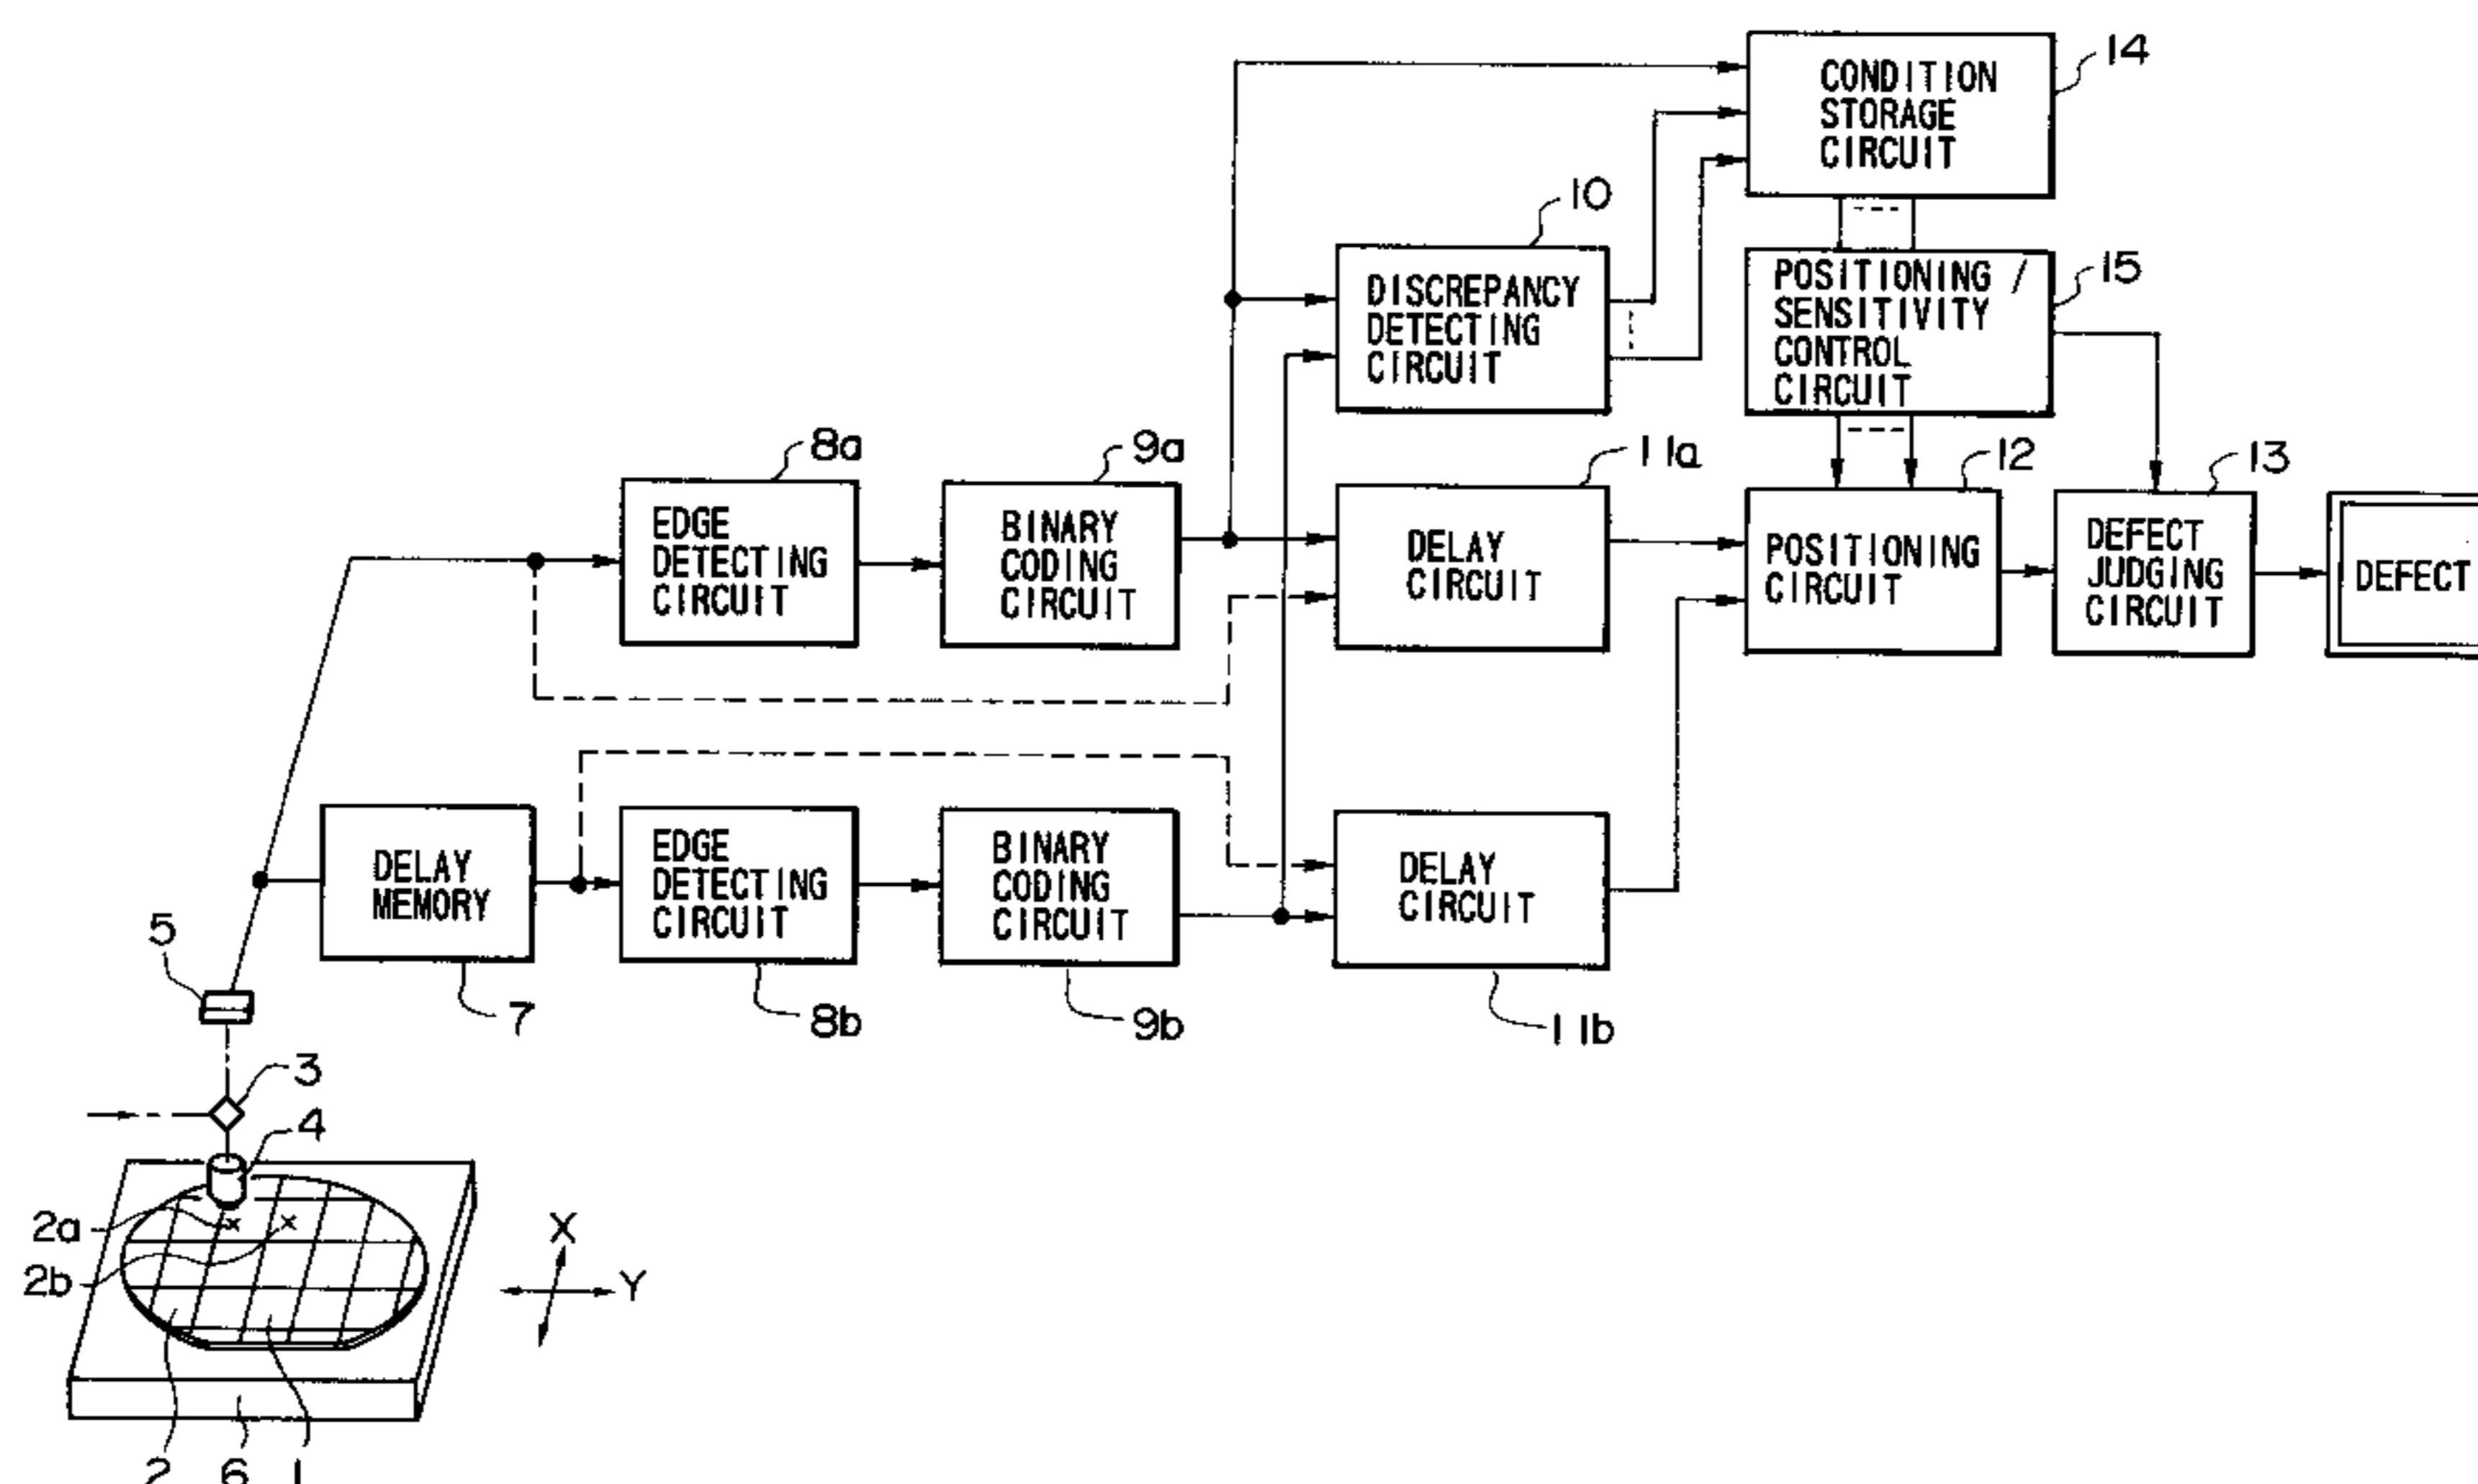 14
CONDITION
STORAGE
CIRCUIT
10
DISCREPANCY
DETECTING
CIRCUIT
15
POSITIONING /
SENSITIVITY
CONTROL
CIRCUIT
8a
EDGE
DETECTING
CIRCUIT
9a
BINARY
CODING
CIRCUIT
11a
DELAY
CIRCUIT
12
POSITIONING
CIRCUIT
13
DEFECT
JUDGING
CIRCUIT
DEFECT
DELAY
MEMORY
7
EDGE
DETECTING
CIRCUIT
8b
BINARY
CODING
CIRCUIT
9b
DELAY
CIRCUIT
11b
5
3
4
2a
2b
X
Y
2 6 1